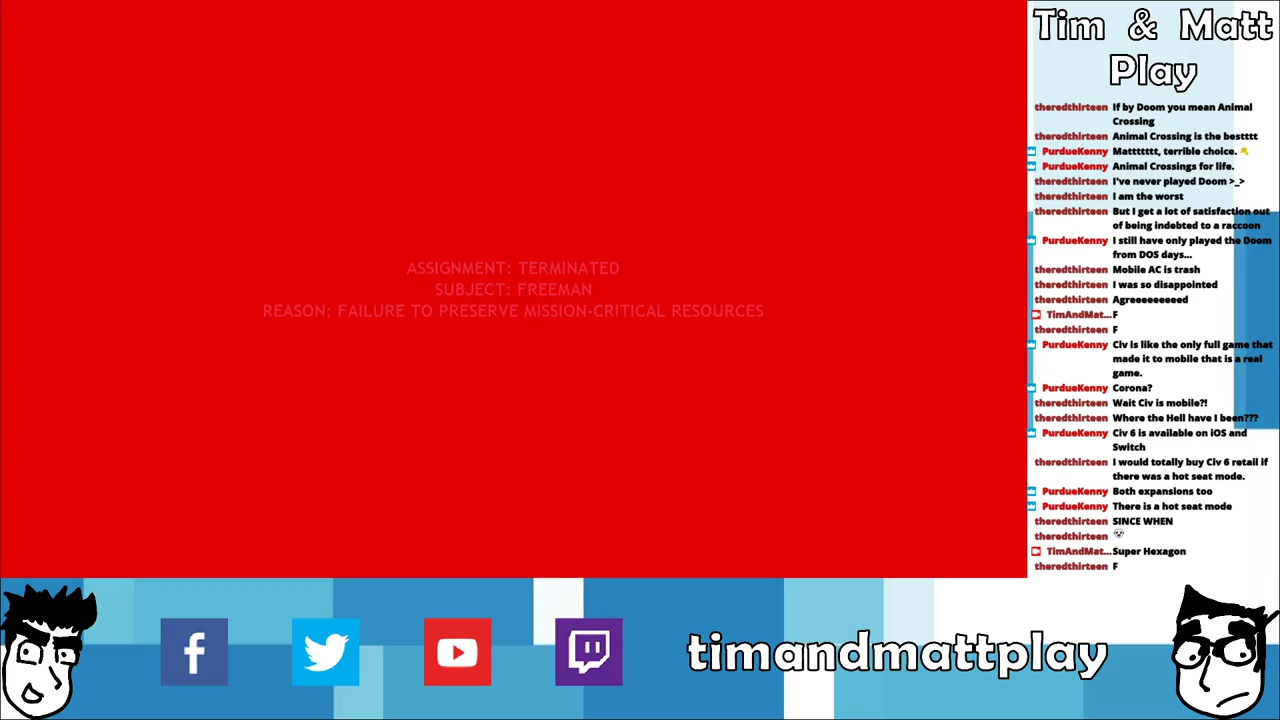 ASSIGNMENT: TERMINATED
SUBJECT: FREEMAN
REASON: FAILURE TO PRESERVE MISSION-CRITICAL RESOURCES
Tim & Matt
Play
theredthirteen If by Doom you mean Animal
Crossing
theredthirteen Animal Crossing is the bestttt
PurdueKenny Mattttttt, terrible choice.
PurdueKenny Animal Crossings for life.
theredthirteen I've never played Doom >_>
theredthirteen I am the worst
theredthirteen But I get a lot of satisfaction out
of being indebted to a raccoon
PurdueKenny I still have only played the Doom
from DOS days...
theredthirteen Mobile AC is trash
theredthirteen I was so disappointed
theredthirteen Agreeeeeeeed
TimAndMat... F
theredthirteen F
PurdueKenny Civ is like the only full game that
made it to mobile that is a real
game.
PurdueKenny Corona?
theredthirteen Wait Civ is mobile?!
theredthirteen Where the Hell have I been???
PurdueKenny Civ 6 is available on iOS and
Switch
theredthirteen I would totally buy Civ 6 retail if
there was a hot seat mode.
PurdueKenny Both expansions too
PurdueKenny There is a hot seat mode
theredthirteen SINCE WHEN
theredthirteen
TimAndMat... Super Hexagon
theredthirteen F
timandmattplay